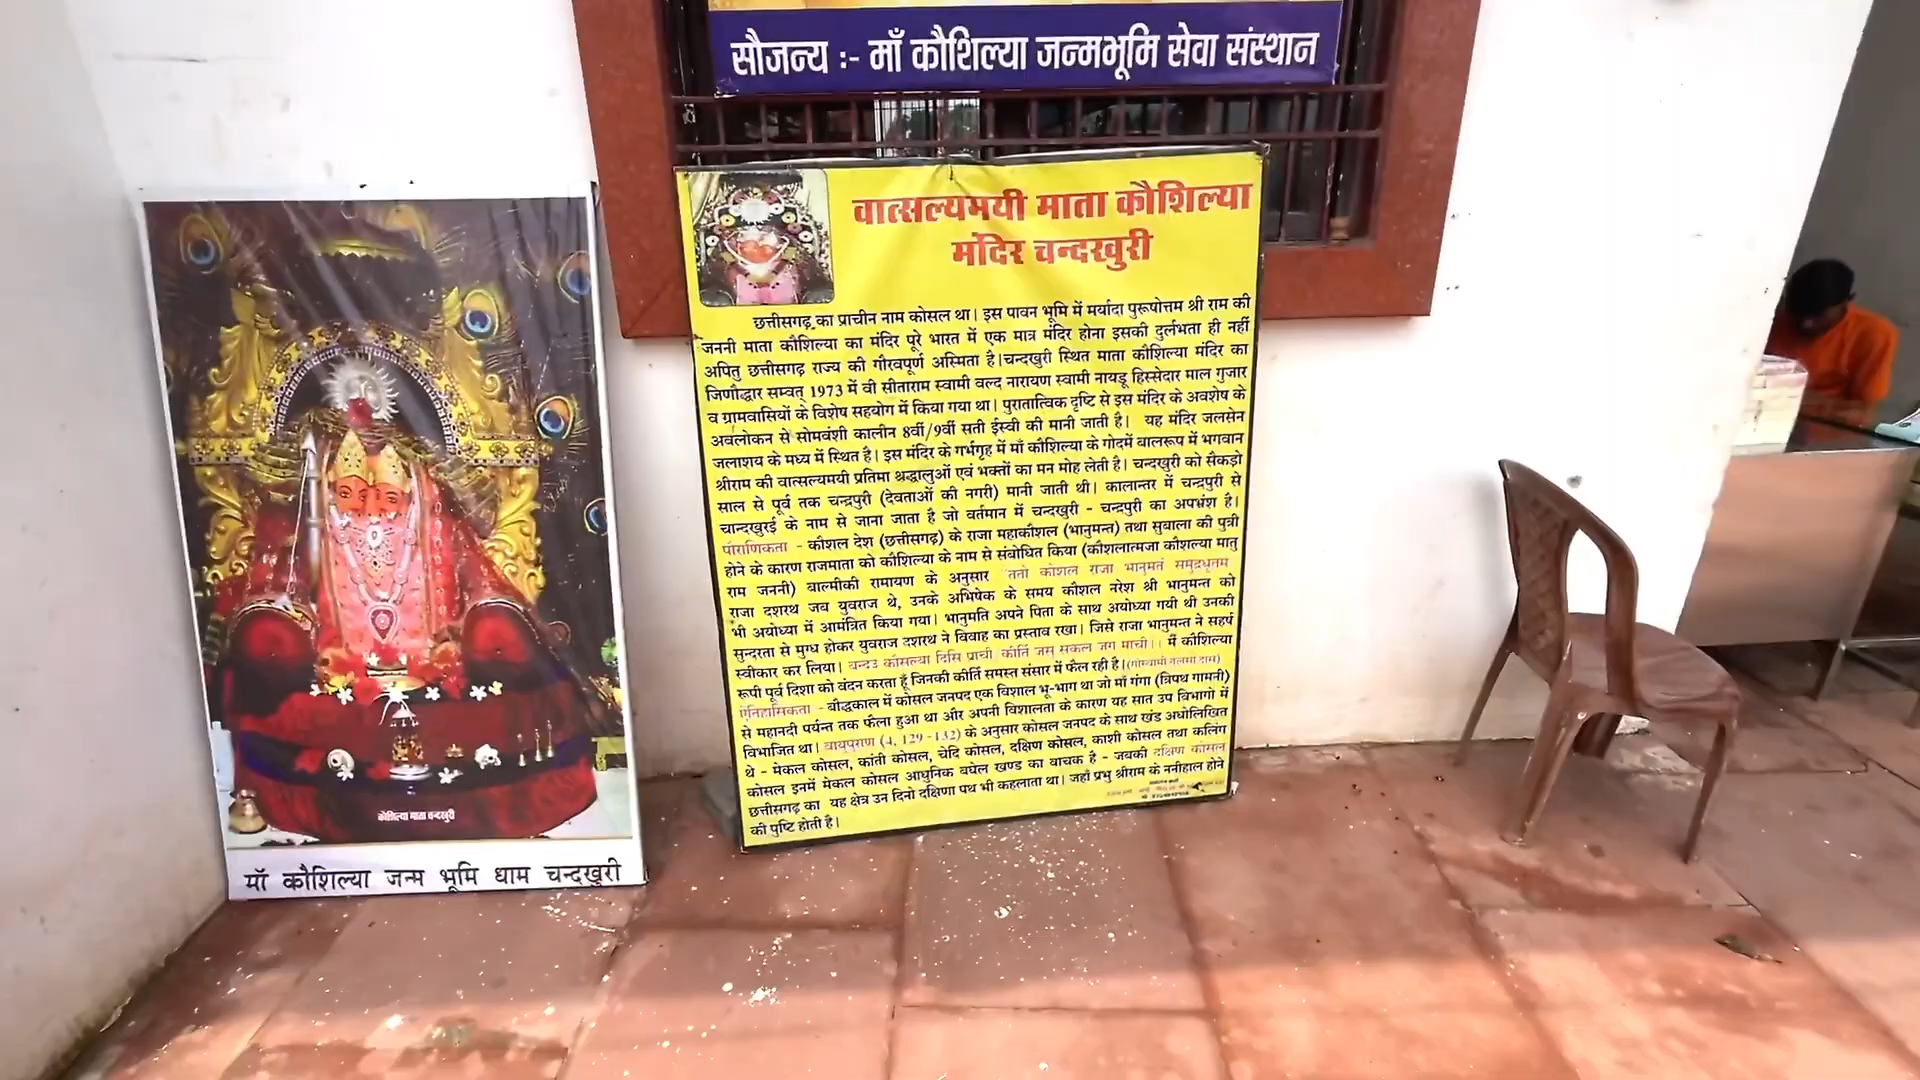 सौजन्य :- माँ कौशिल्या जन्मभूमि सेवा संस्थान
वात्सल्यमयी माता कौशिल्या
मंदिर चन्दखुरी
छत्तीसगढ़ का प्राचीन नाम कोसल था। इस पावन भूमि में मर्यादा पुरूषोत्तम श्री राम की
जननी माता कौशिल्या का मंदिर पूरे भारत में एक मात्र मंदिर होना इसकी दुर्लभता ही नहीं
अपितु छत्तीसगढ़ राज्य की गौरवपूर्ण अस्मिता है।चन्दखुरी स्थित माता कौशिल्या मंदिर का
जिर्णोद्धार सम्वत् 1973 में वी सीताराम स्वामी वल्द नारायण स्वामी नायडू हिस्सेदार माल गुजार
व ग्रामवासियों के विशेष सहयोग में किया गया था। पुरातात्विक दृष्टि से इस मंदिर के अवशेष के
अवलोकन से सोमवंशी कालीन 8वीं/9वीं सती ईस्वी की मानी जाती है। यह मंदिर जलसेन
जलाशय के मध्य में स्थित है। इस मंदिर के गर्भगृह में माँ कौशिल्या के गोदमें वालरूप में भगवान
श्रीराम की वात्सल्यमयी प्रतिमा श्रद्धालुओं एवं भक्तों का मन मोह लेती है। चन्दखुरी को सैकड़ो
साल से पूर्व तक चन्द्रपुरी (देवताओं की नगरी) मानी जाती थी। कालान्तर में चन्द्रपुरी से
चान्दखुरई के नाम से जाना जाता है जो वर्तमान में चन्दखुरी - चन्द्रपुरी का अपभ्रंश है।
पौराणिकता - कौशल देश (छत्तीसगढ़) के राजा महाकौशल (भानुमन्त) तथा सुबाला की पुत्री
होने के कारण राजमाता को कौशिल्या के नाम से संबोधित किया (कौशलात्मजा कौशल्या मातु
राम जननी) वाल्मीकी रामायण के अनुसार ततो कोशल राजा भानुमतं समुद्धृतम
राजा दशरथ जब युवराज थे, उनके अभिषेक के समय कौशल नरेश श्री भानुमन्त को
भी अयोध्या में आमंत्रित किया गया। भानुमति अपने पिता के साथ अयोध्या गयी थी उनकी
सुन्दरता से मुग्ध होकर युवराज दशरथ ने विवाह का प्रस्ताव रखा। जिसे राजा भानुमन्त ने सहर्ष
स्वीकार कर लिया। वन्दउ कोसल्या दिसि प्राची कीर्ति जस सकल जग माची।। मैं कौशिल्या
रूपी पूर्व दिशा को वंदन करता हूँ जिनकी कीर्ति समस्त संसार में फैल रही है।(गोस्वामी तुलसी दास)
ऐतिहासिकता - बौद्धकाल में कोसल जनपद एक विशाल भू-भाग था जो माँ गंगा (त्रिपथ गामनी)
से महानदी पर्यन्त तक फैला हुआ था और अपनी विशालता के कारण यह सात उप विभागो में
विभाजित था। वायुपुराण (4, 129 -132) के अनुसार कोसल जनपद के साथ खंड अधोलिखित
थे - मेकल कोसल, कांती कोसल, चेदि कोसल, दक्षिण कोसल, काशी कोसल तथा कलिंग
कोसल इनमें मेकल कोसल आधुनिक बघेल खण्ड का वाचक है - जबकी दक्षिण कोसल
छत्तीसगढ़ का यह क्षेत्र उन दिनो दक्षिणा पथ भी कहलाता था। जहाँ प्रभु श्रीराम के ननीहाल होने
की पुष्टि होती है।
कौशिल्या माता चन्दखुरी
माँ कौशिल्या जन्म भूमि धाम चन्दखुरी